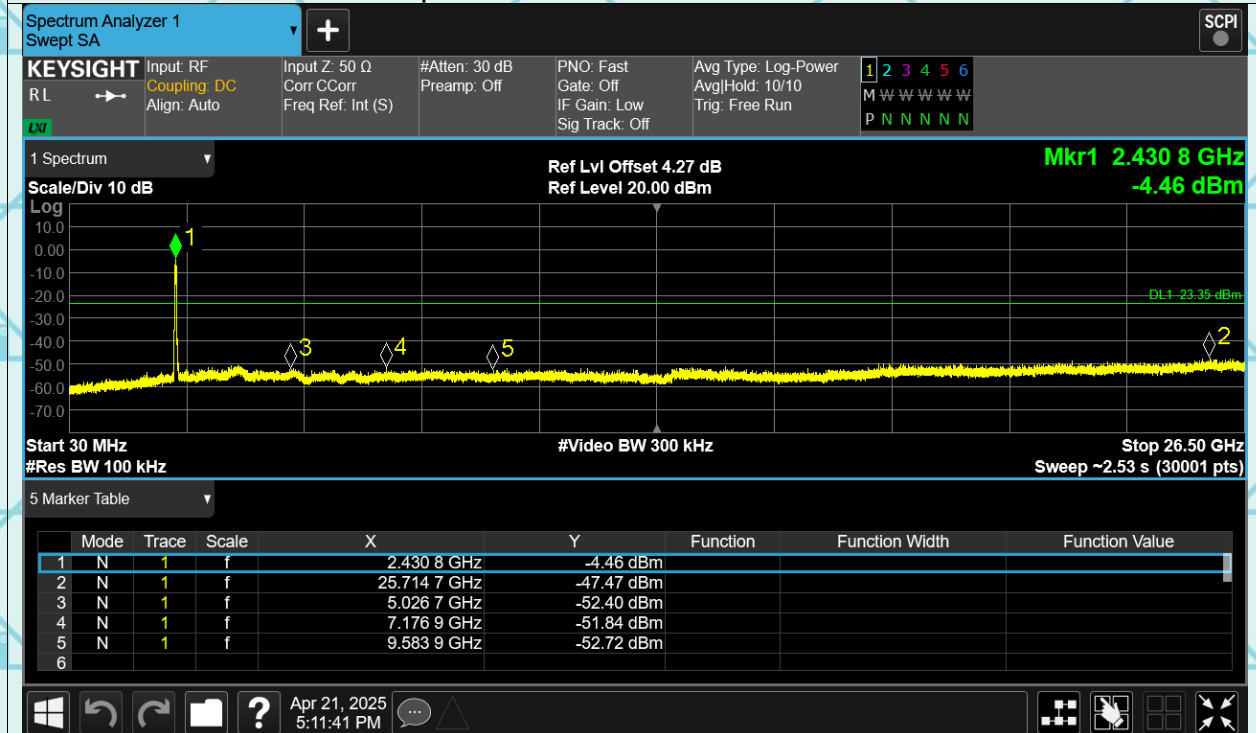 Spectrum Analyzer 1
Swept SA
SCPI
KEYSIGHT
RL
LXI
Input: RF
Coupling: DC
Align: Auto
Input Z: 50 Ω
Corr CCorr
Freq Ref: Int (S)
#Atten: 30 dB
Preamp: Off
PNO: Fast
Gate: Off
IF Gain: Low
Sig Track: Off
Avg Type: Log-Power
Avg|Hold: 10/10
Trig: Free Run
1 2 3 4 5 6
M W W W W W
P N N N N N
1 Spectrum
Scale/Div 10 dB
Ref Lvl Offset 4.27 dB
Ref Level 20.00 dBm
Mkr1 2.430 8 GHz
-4.46 dBm
Log
10.0
0.00
-10.0
-20.0
-30.0
-40.0
-50.0
-60.0
-70.0
1
3
4
5
2
DL1 -23.35 dBm
Start 30 MHz
#Video BW 300 kHz
Stop 26.50 GHz
#Res BW 100 kHz
Sweep ~2.53 s (30001 pts)
5 Marker Table
Mode Trace Scale X Y Function Function Width Function Value
1 N 1 f 2.430 8 GHz -4.46 dBm
2 N 1 f 25.714 7 GHz -47.47 dBm
3 N 1 f 5.026 7 GHz -52.40 dBm
4 N 1 f 7.176 9 GHz -51.84 dBm
5 N 1 f 9.583 9 GHz -52.72 dBm
6
?
Apr 21, 2025
5:11:41 PM